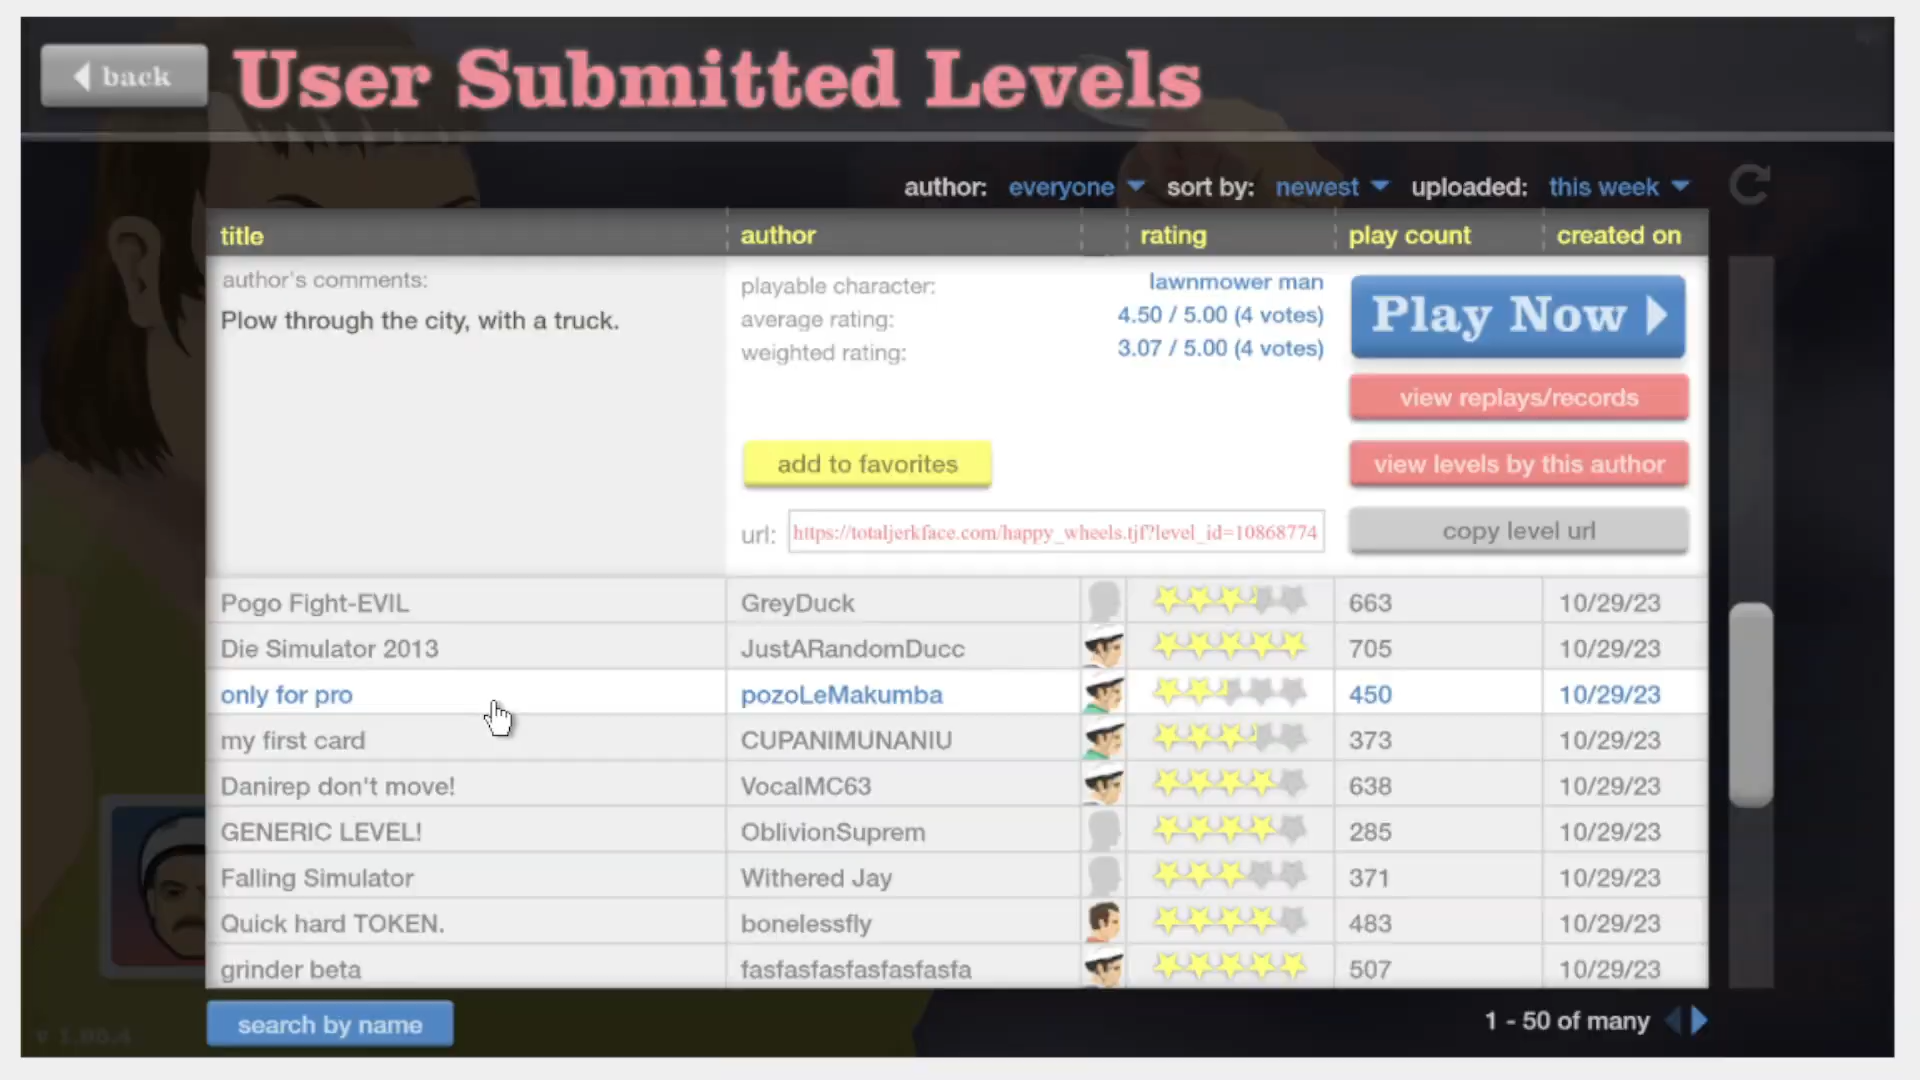 back
User Submitted Levels
author: everyone sort by: newest uploaded: this week
title author rating play count created on
author's comments:
Plow through the city, with a truck.
playable character: lawnmower man
average rating: 4.50 / 5.00 (4 votes)
weighted rating: 3.07 / 5.00 (4 votes)
Play Now
view replays/records
add to favorites
view levels by this author
url: https://totaljerkface.com/happy_wheels.tjf?level_id=10868774
copy level url
Pogo Fight-EVIL GreyDuck 663 10/29/23
Die Simulator 2013 JustARandomDucc 705 10/29/23
only for pro pozoLeMakumba 450 10/29/23
my first card CUPANIMUNANIU 373 10/29/23
Danirep don't move! VocalMC63 638 10/29/23
GENERIC LEVEL! OblivionSuprem 285 10/29/23
Falling Simulator Withered Jay 371 10/29/23
Quick hard TOKEN. bonelessfly 483 10/29/23
grinder beta fasfasfasfasfasfasfa 507 10/29/23
search by name
1 - 50 of many